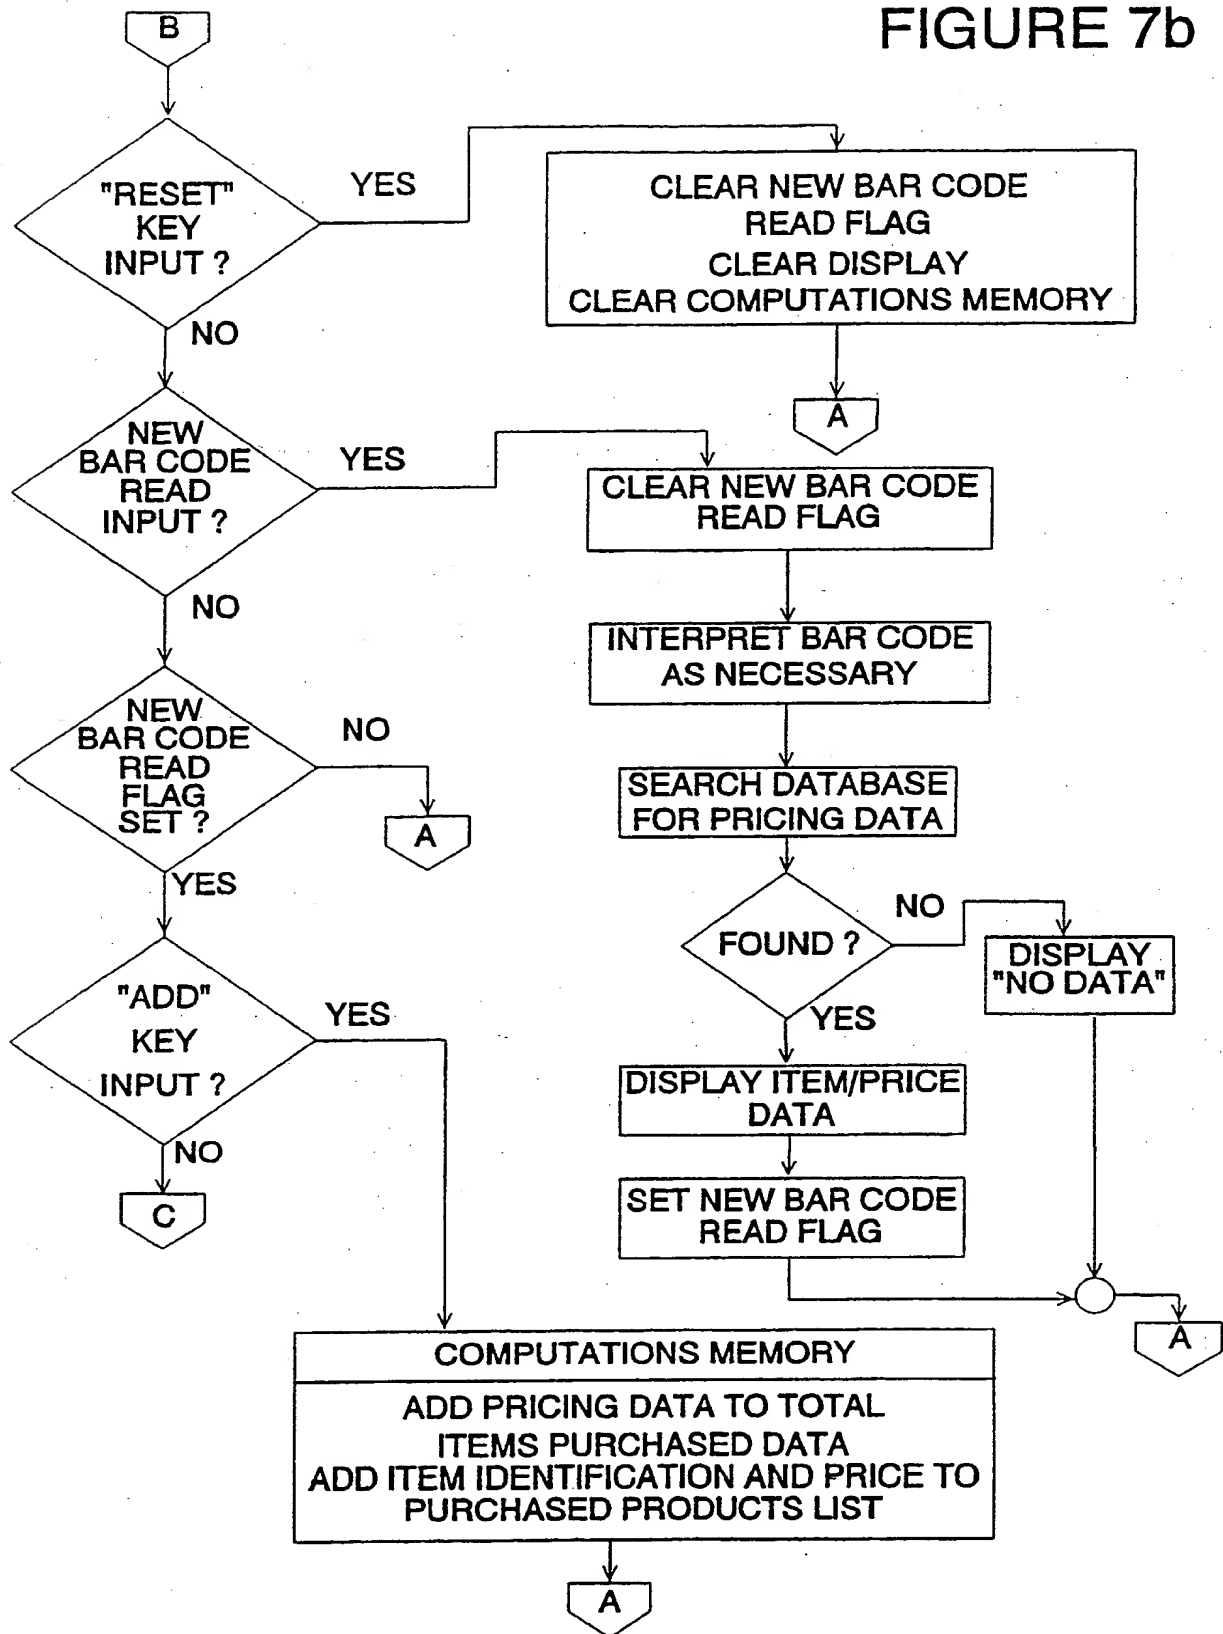 FIGURE 7b
B
"RESET"
KEY
INPUT ?
YES
NO
CLEAR NEW BAR CODE
READ FLAG
CLEAR DISPLAY
CLEAR COMPUTATIONS MEMORY
A
NEW
BAR CODE
READ
INPUT ?
YES
NO
CLEAR NEW BAR CODE
READ FLAG
INTERPRET BAR CODE
AS NECESSARY
NEW
BAR CODE
READ
FLAG
SET ?
NO
A
YES
SEARCH DATABASE
FOR PRICING DATA
FOUND ?
NO
DISPLAY
"NO DATA"
YES
"ADD"
KEY
INPUT ?
YES
NO
C
DISPLAY ITEM/PRICE
DATA
SET NEW BAR CODE
READ FLAG
A
COMPUTATIONS MEMORY
ADD PRICING DATA TO TOTAL
ITEMS PURCHASED DATA
ADD ITEM IDENTIFICATION AND PRICE TO
PURCHASED PRODUCTS LIST
A